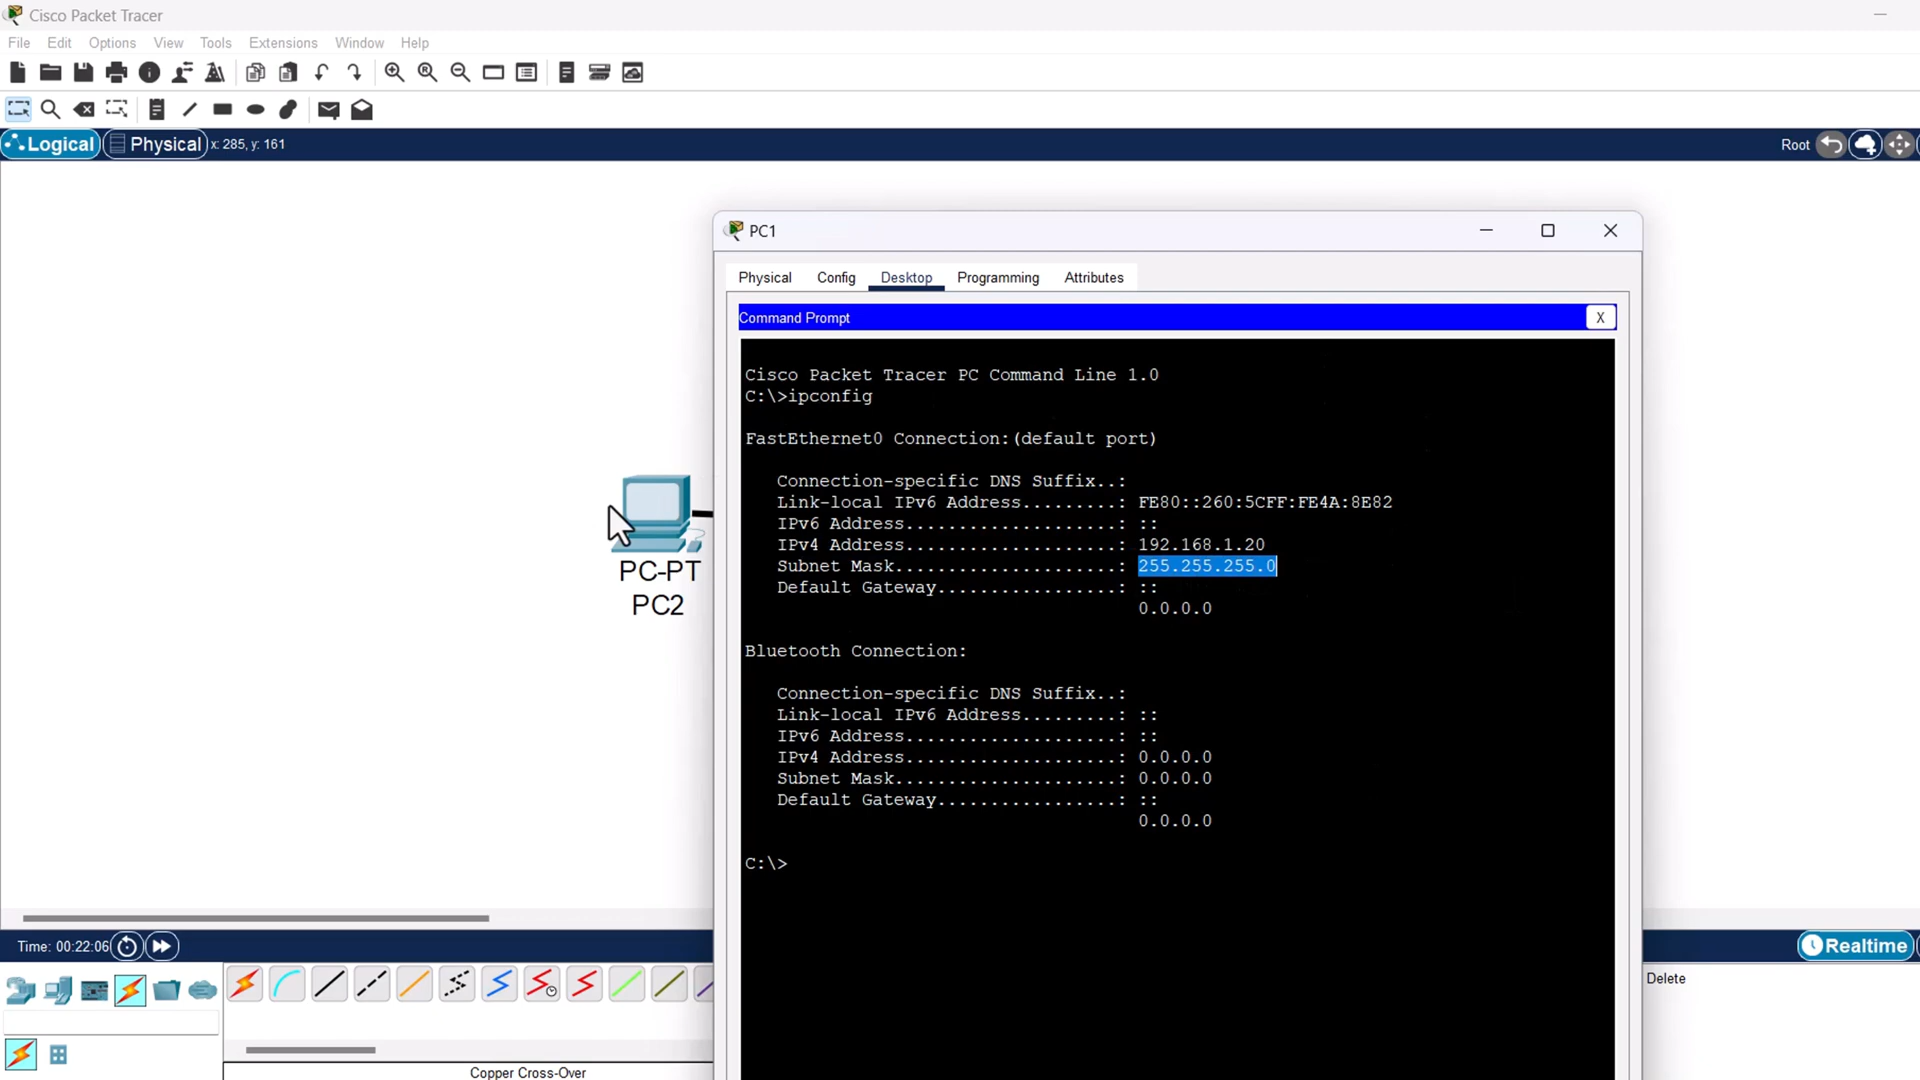 Cisco Packet Tracer
File Edit Options View Tools Extensions Window Help
Logical Physical x: 285, y: 161 Root
PC1
Physical Config Desktop Programming Attributes
Command Prompt X
Cisco Packet Tracer PC Command Line 1.0
C:\>ipconfig
FastEthernet0 Connection:(default port)
Connection-specific DNS Suffix..:
Link-local IPv6 Address.........: FE80::260:5CFF:FE4A:8E82
IPv6 Address....................: ::
IPv4 Address....................: 192.168.1.20
Subnet Mask.....................: 255.255.255.0
Default Gateway.................: ::
0.0.0.0
Bluetooth Connection:
Connection-specific DNS Suffix..:
Link-local IPv6 Address.........: ::
IPv6 Address....................: ::
IPv4 Address....................: 0.0.0.0
Subnet Mask.....................: 0.0.0.0
Default Gateway.................: ::
0.0.0.0
C:\>
PC-PT
PC2
Time: 00:22:06 Realtime
Delete
Copper Cross-Over